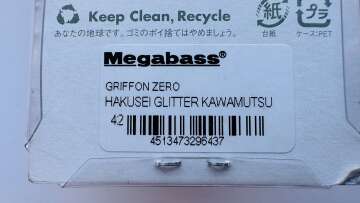 Keep Clean, Recycle
あなたの地球です。ゴミのポイ捨てはやめましょう。
紙
台紙
プラ
ケース:PET
Megabass®
GRIFFON ZERO
HAKUSEI GLITTER KAWAMUTSU
42
4513473296437